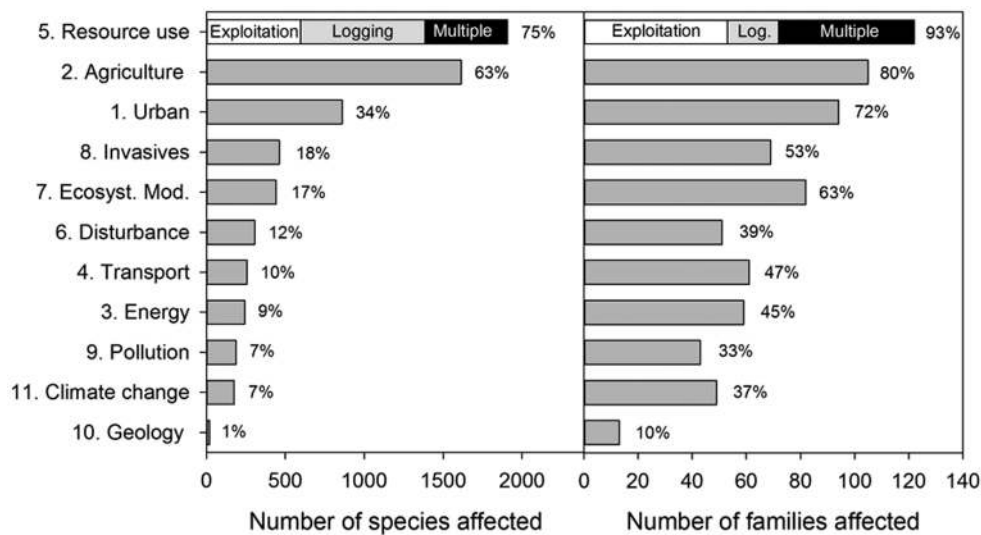 5. Resource use Exploitation Logging Multiple 75% Exploitation Log. Multiple 93%
2. Agriculture 63% 80%
1. Urban 34% 72%
8. Invasives 18% 53%
7. Ecosyst. Mod. 17% 63%
6. Disturbance 12% 39%
4. Transport 10% 47%
3. Energy 9% 45%
9. Pollution 7% 33%
11. Climate change 7% 37%
10. Geology 1% 10%
0 500 1000 1500 2000 0 20 40 60 80 100 120 140
Number of species affected Number of families affected